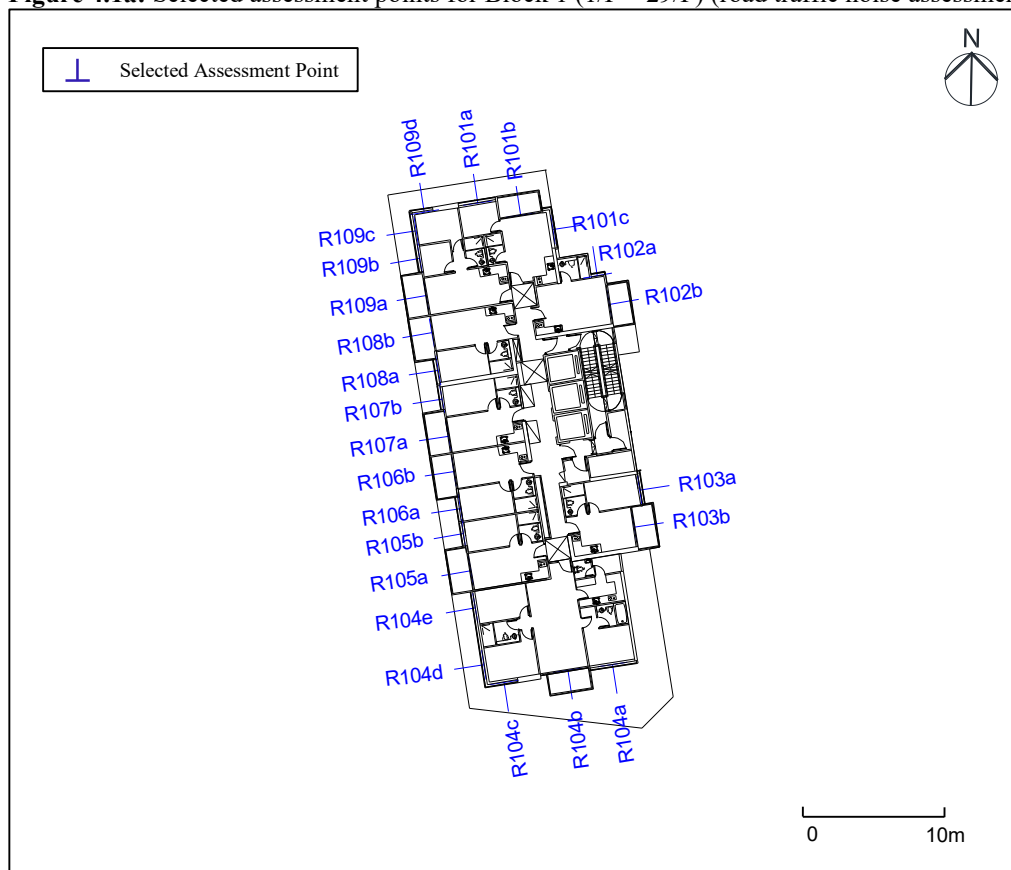 Figure 4.1a: Selected assessment points for Block 1 (1/F – 29/F) (road traffic noise assessmen
Selected Assessment Point
N
R109d
R101a
R101b
R109c
R101c
R109b
R102a
R109a
R102b
R108b
R108a
R107b
R107a
R106b
R103a
R106a
R103b
R105b
R105a
R104e
R104d
R104c
R104b
R104a
0
10m